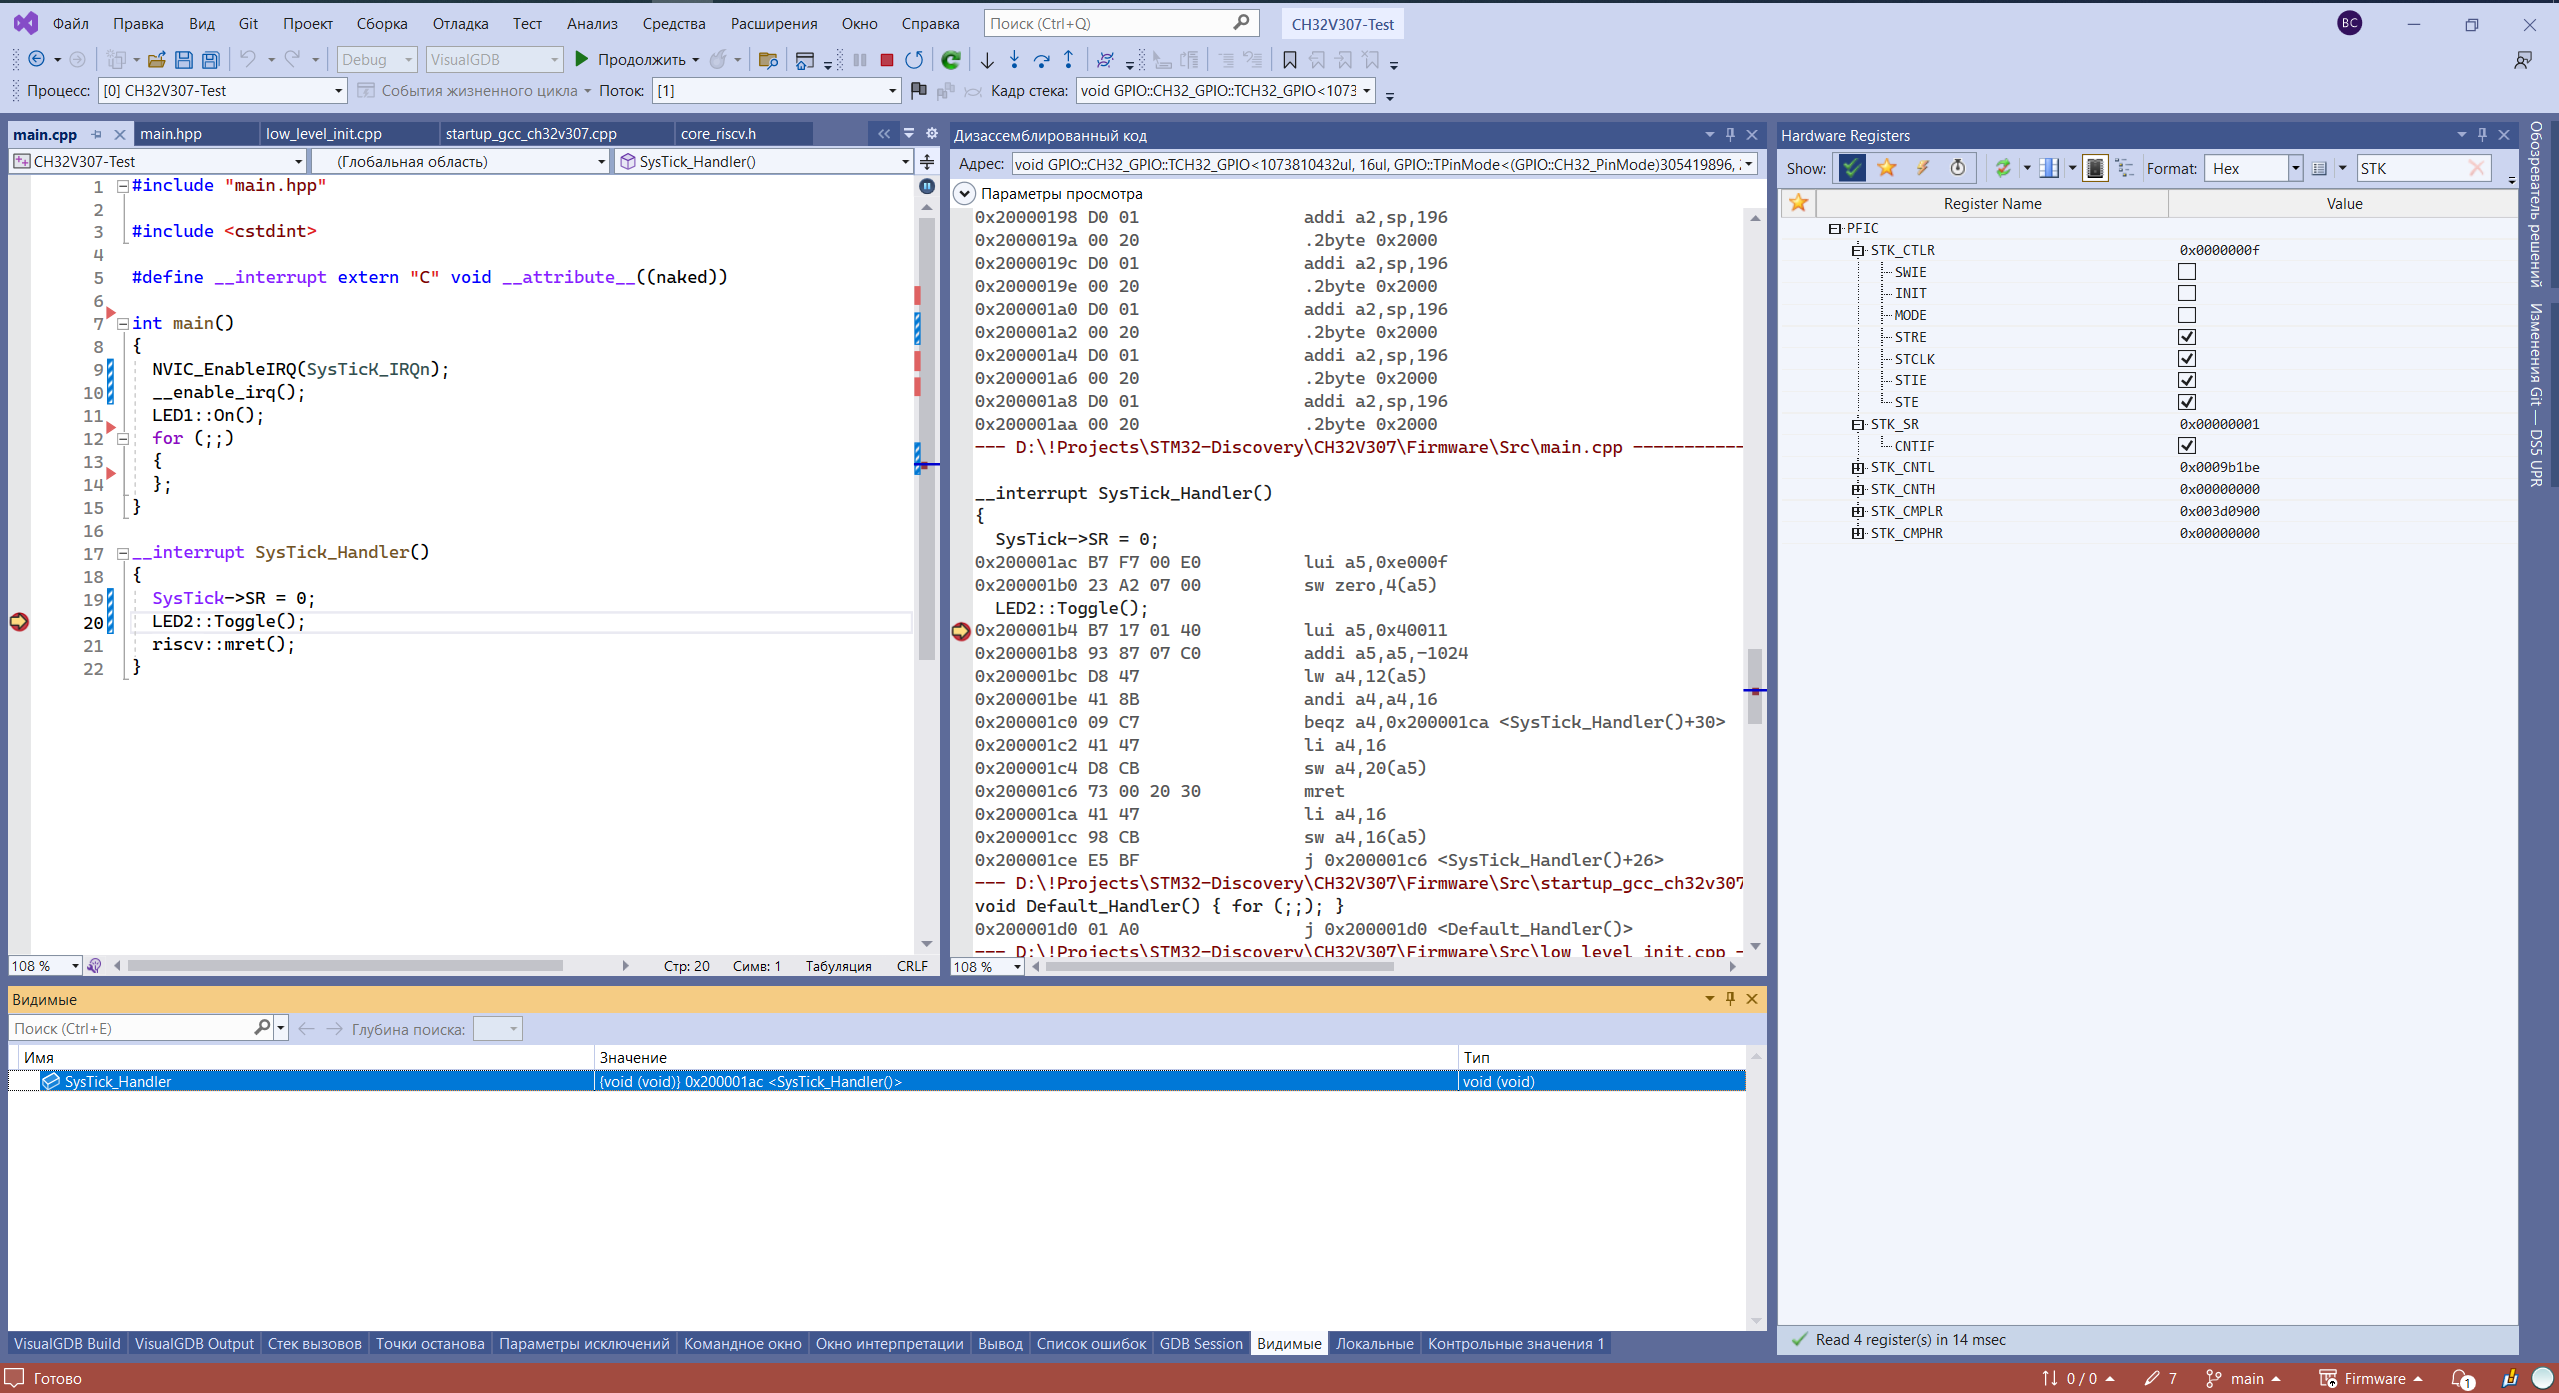 Файл Правка Вид Git Проект Сборка Отладка Тест Анализ Средства Расширения Окно Справка Поиск (Ctrl+Q) CH32V307-Test BC
Debug VisualGDB Продолжить
Процесс: [0] CH32V307-Test События жизненного цикла Поток: [1] Кадр стека: void GPIO::CH32_GPIO::TCH32_GPIO<1073
main.cpp main.hpp low_level_init.cpp startup_gcc_ch32v307.cpp core_riscv.h
CH32V307-Test (Глобальная область) SysTick_Handler()
1 #include "main.hpp"
2
3 #include <cstdint>
4
5 #define __interrupt extern "C" void __attribute__((naked))
6
7 int main()
8 {
9 NVIC_EnableIRQ(SysTicK_IRQn);
10 __enable_irq();
11 LED1::On();
12 for (;;)
13 {
14 };
15 }
16
17 __interrupt SysTick_Handler()
18 {
19 SysTick->SR = 0;
20 LED2::Toggle();
21 riscv::mret();
22 }
108 % Стр: 20 Симв: 1 Табуляция CRLF
Дизассемблированный код
Адрес: void GPIO::CH32_GPIO::TCH32_GPIO<1073810432ul, 16ul, GPIO::TPinMode<(GPIO::CH32_PinMode)305419896,
Параметры просмотра
0x20000198 D0 01 addi a2,sp,196
0x2000019a 00 20 .2byte 0x2000
0x2000019c D0 01 addi a2,sp,196
0x2000019e 00 20 .2byte 0x2000
0x200001a0 D0 01 addi a2,sp,196
0x200001a2 00 20 .2byte 0x2000
0x200001a4 D0 01 addi a2,sp,196
0x200001a6 00 20 .2byte 0x2000
0x200001a8 D0 01 addi a2,sp,196
0x200001aa 00 20 .2byte 0x2000
--- D:\!Projects\STM32-Discovery\CH32V307\Firmware\Src\main.cpp -----------
__interrupt SysTick_Handler()
{
SysTick->SR = 0;
0x200001ac B7 F7 00 E0 lui a5,0xe000f
0x200001b0 23 A2 07 00 sw zero,4(a5)
LED2::Toggle();
0x200001b4 B7 17 01 40 lui a5,0x40011
0x200001b8 93 87 07 C0 addi a5,a5,-1024
0x200001bc D8 47 lw a4,12(a5)
0x200001be 41 8B andi a4,a4,16
0x200001c0 09 C7 beqz a4,0x200001ca <SysTick_Handler()+30>
0x200001c2 41 47 li a4,16
0x200001c4 D8 CB sw a4,20(a5)
0x200001c6 73 00 20 30 mret
0x200001ca 41 47 li a4,16
0x200001cc 98 CB sw a4,16(a5)
0x200001ce E5 BF j 0x200001c6 <SysTick_Handler()+26>
--- D:\!Projects\STM32-Discovery\CH32V307\Firmware\Src\startup_gcc_ch32v307
void Default_Handler() { for (;;); }
0x200001d0 01 A0 j 0x200001d0 <Default_Handler()>
--- D:\!Projects\STM32-Discovery\CH32V307\Firmware\Src\low_level_init.cpp -
108 %
Hardware Registers
Show: Format: Hex STK
Register Name Value
PFIC
STK_CTLR 0x0000000f
SWIE
INIT
MODE
STRE
STCLK
STIE
STE
STK_SR 0x00000001
CNTIF
STK_CNTL 0x0009b1be
STK_CNTH 0x00000000
STK_CMPLR 0x003d0900
STK_CMPHR 0x00000000
Read 4 register(s) in 14 msec
Обозреватель решений
Изменения Git — DS5 UPR
Видимые
Поиск (Ctrl+E) Глубина поиска:
Имя Значение Тип
SysTick_Handler {void (void)} 0x200001ac <SysTick_Handler()> void (void)
VisualGDB Build VisualGDB Output Стек вызовов Точки останова Параметры исключений Командное окно Окно интерпретации Вывод Список ошибок GDB Session Видимые Локальные Контрольные значения 1
Готово 0 / 0 7 main Firmware 1